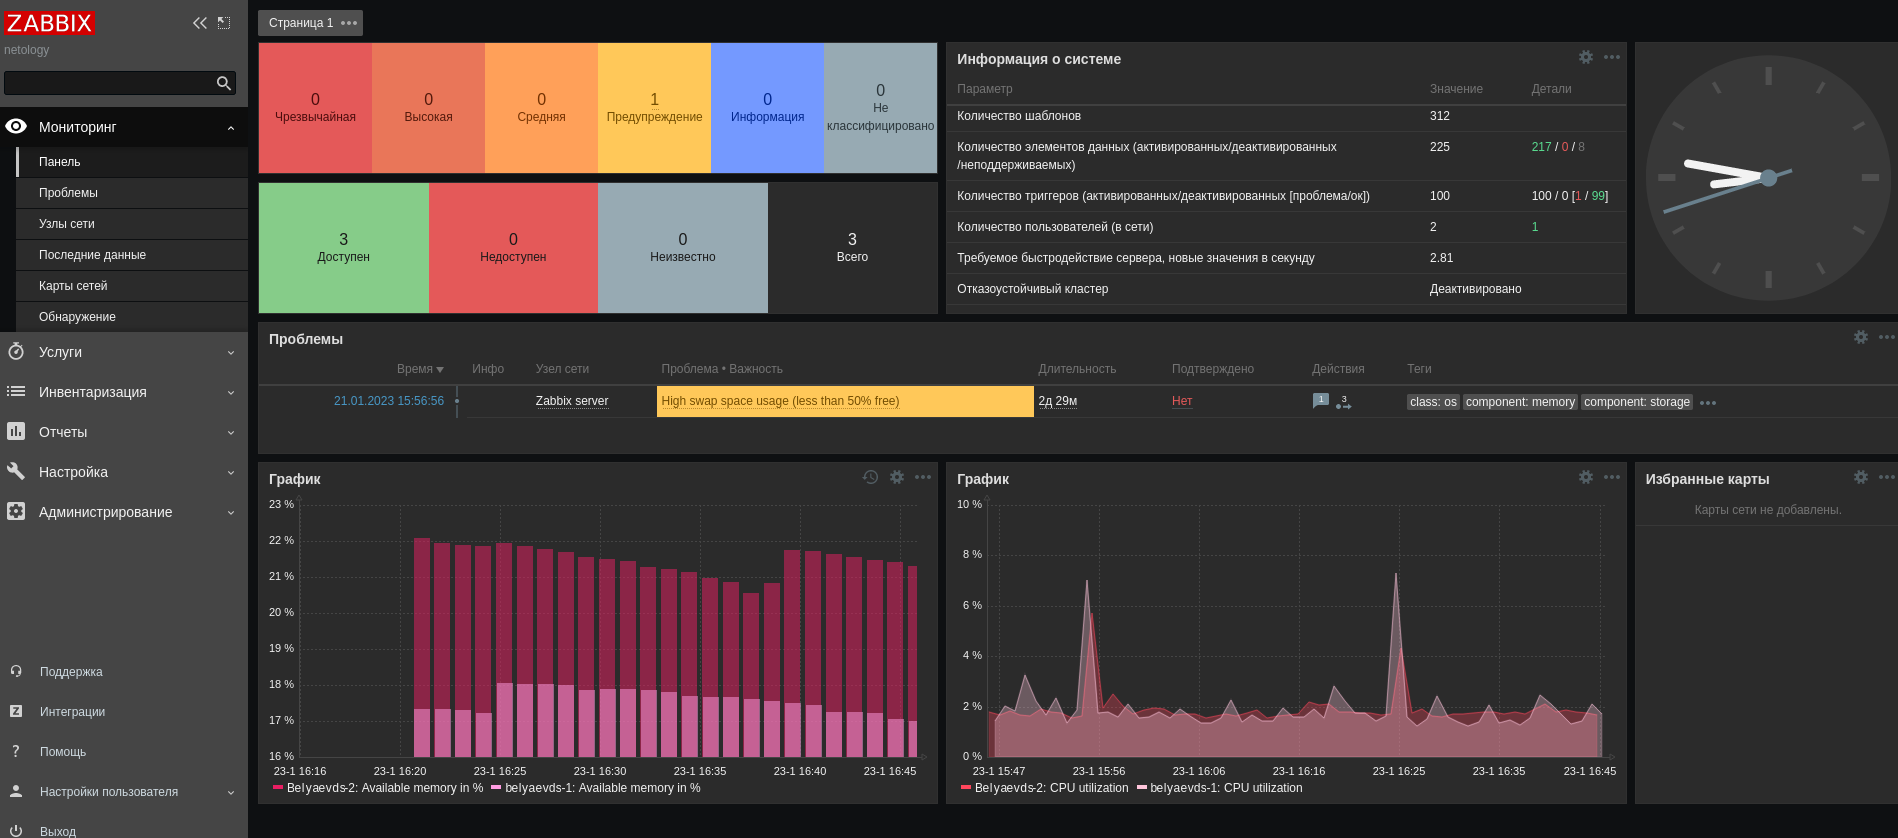 ZABBIX
netology
Мониторинг
Панель
Проблемы
Узлы сети
Последние данные
Карты сетей
Обнаружение
Услуги
Инвентаризация
Отчеты
Настройка
Администрирование
Поддержка
Интеграции
Помощь
Настройки пользователя
Выход
Страница 1
0
Чрезвычайная
0
Высокая
0
Средняя
1
Предупреждение
0
Информация
0
Не
классифицировано
3
Доступен
0
Недоступен
0
Неизвестно
3
Всего
Информация о системе
Параметр Значение Детали
Количество шаблонов 312
Количество элементов данных (активированных/деактивированных
/неподдерживаемых) 225 217 / 0 / 8
Количество триггеров (активированных/деактивированных [проблема/ок]) 100 100 / 0 [1 / 99]
Количество пользователей (в сети) 2 1
Требуемое быстродействие сервера, новые значения в секунду 2.81
Отказоустойчивый кластер Деактивировано
Проблемы
Время Инфо Узел сети Проблема • Важность Длительность Подтверждено Действия Теги
21.01.2023 15:56:56 Zabbix server High swap space usage (less than 50% free) 2д 29м Нет 1 3 class: os component: memory component: storage
График
23 %
22 %
21 %
20 %
19 %
18 %
17 %
16 %
23-1 16:16 23-1 16:20 23-1 16:25 23-1 16:30 23-1 16:35 23-1 16:40 23-1 16:45
Belyaevds-2: Available memory in % belyaevds-1: Available memory in %
График
10 %
8 %
6 %
4 %
2 %
0 %
23-1 15:47 23-1 15:56 23-1 16:06 23-1 16:16 23-1 16:25 23-1 16:35 23-1 16:45
Belyaevds-2: CPU utilization belyaevds-1: CPU utilization
Избранные карты
Карты сети не добавлены.